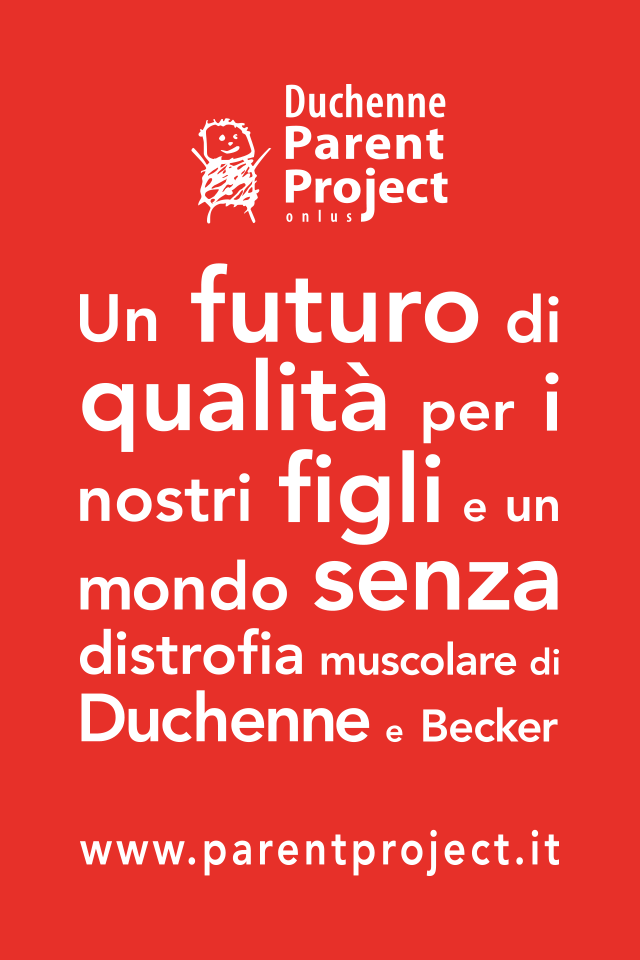 Duchenne
Parent
Project
onlus
Un futuro di
qualità per i
nostri figli e un
mondo senza
distrofia muscolare di
Duchenne e Becker
www.parentproject.it